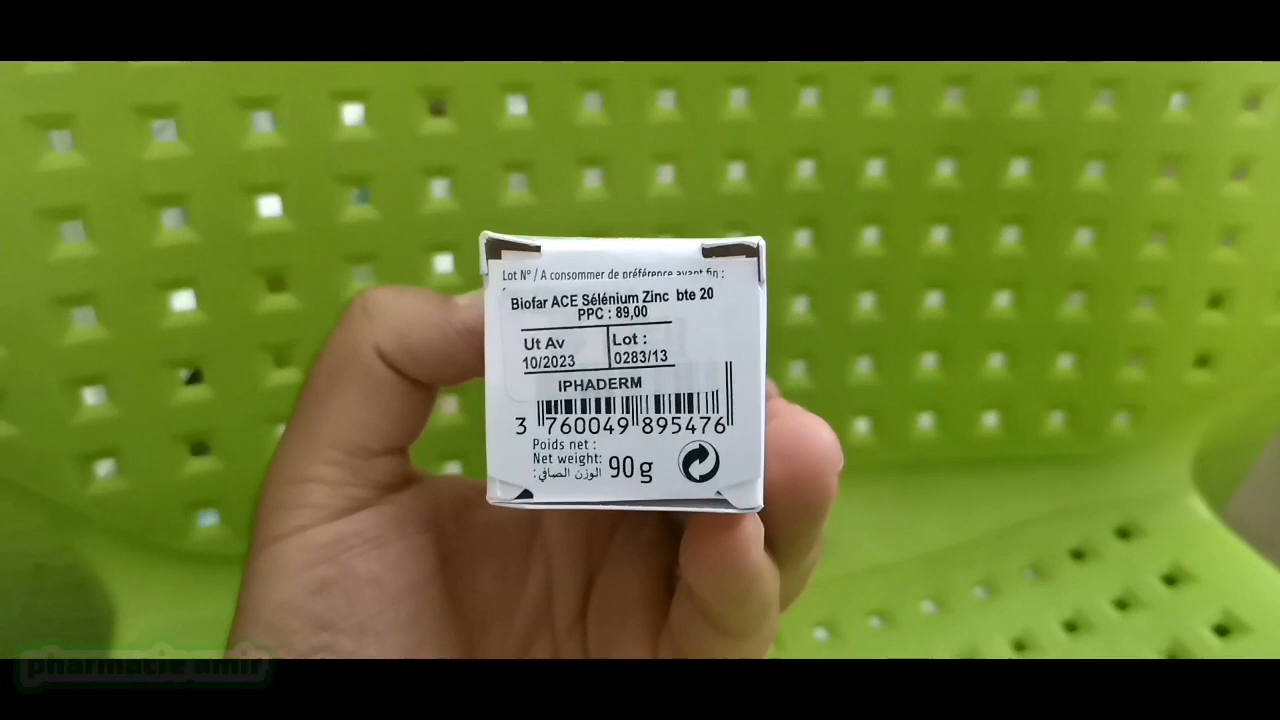 Lot N° / A consommer de préférence avant fin :
Biofar ACE Sélénium Zinc bte 20
PPC : 89,00
Ut Av
10/2023
Lot :
0283/13
IPHADERM
3 760049 895476
Poids net :
Net weight:
الوزن الصافي:
90 g
pharmacie amir